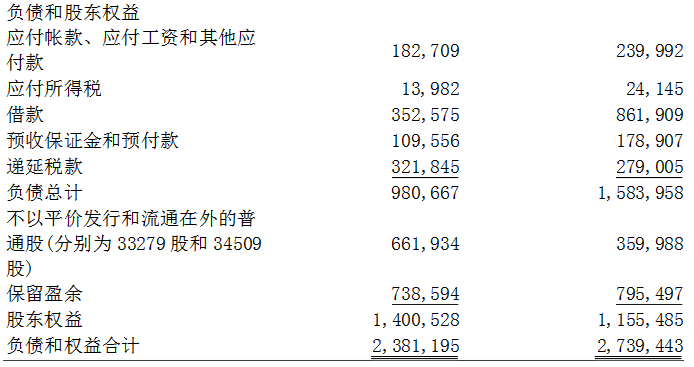 负债和股东权益
应付帐款、应付工资和其他应
付款 182,709 239,992
应付所得税 13,982 24,145
借款 352,575 861,909
预收保证金和预付款 109,556 178,907
递延税款 321,845 279,005
负债总计 980,667 1,583,958
不以平价发行和流通在外的普
通股(分别为 33279 股和 34509 661,934 359,988
股)
保留盈余 738,594 795,497
股东权益 1,400,528 1,155,485
负债和权益合计 2,381,195 2,739,443